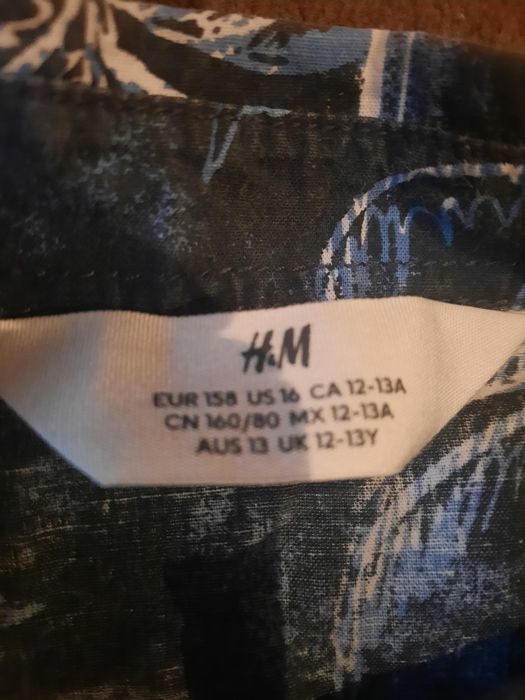 H&M
EUR 158 US 16 CA 12-13A
CN 160/80 MX 12-13A
AUS 13 UK 12-13Y